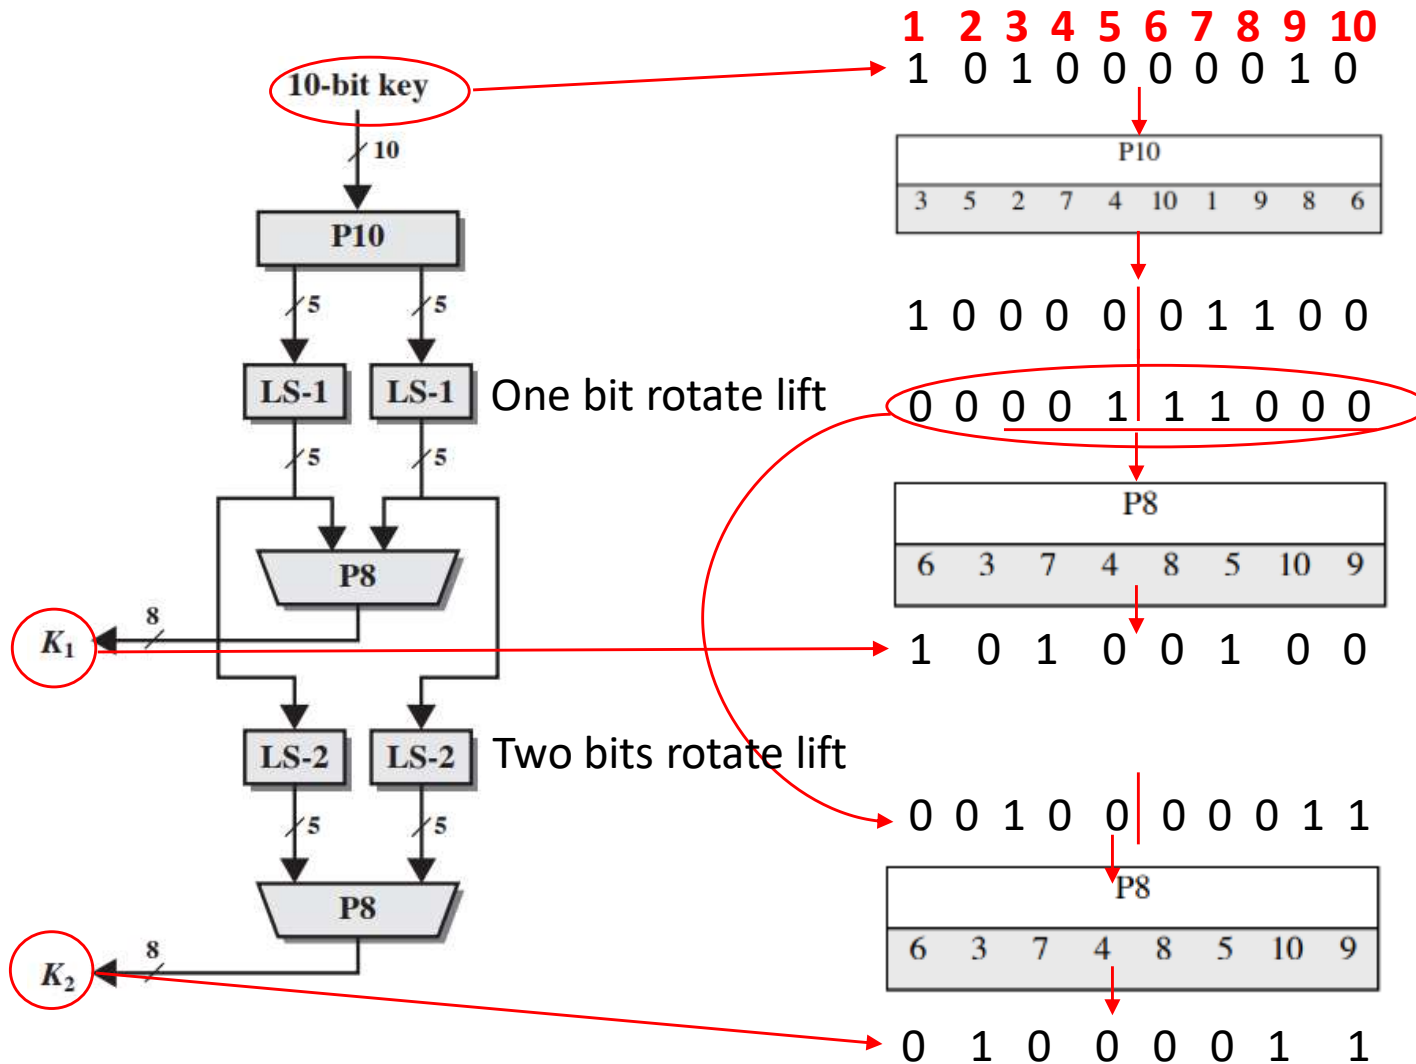 10-bit key
10
P10
5 5
LS-1 LS-1 One bit rotate lift
5 5
P8
8
K1
LS-2 LS-2 Two bits rotate lift
5 5
P8
8
K2
1 2 3 4 5 6 7 8 9 10
1 0 1 0 0 0 0 0 1 0
P10
3 5 2 7 4 10 1 9 8 6
1 0 0 0 0 0 1 1 0 0
0 0 0 0 1 1 1 0 0 0
P8
6 3 7 4 8 5 10 9
1 0 1 0 0 1 0 0
0 0 1 0 0 0 0 0 1 1
P8
6 3 7 4 8 5 10 9
0 1 0 0 0 0 1 1